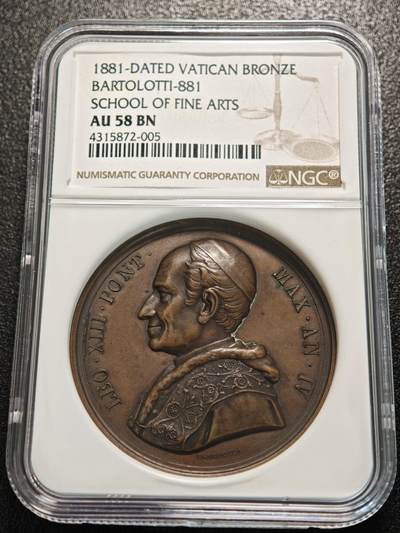 1881-DATED VATICAN BRONZE
BARTOLOTTI-881
SCHOOL OF FINE ARTS
AU 58 BN
4315872-005
NUMISMATIC GUARANTY CORPORATION
NGC®
LEO · XIII · PONT · MAX · AN · IV